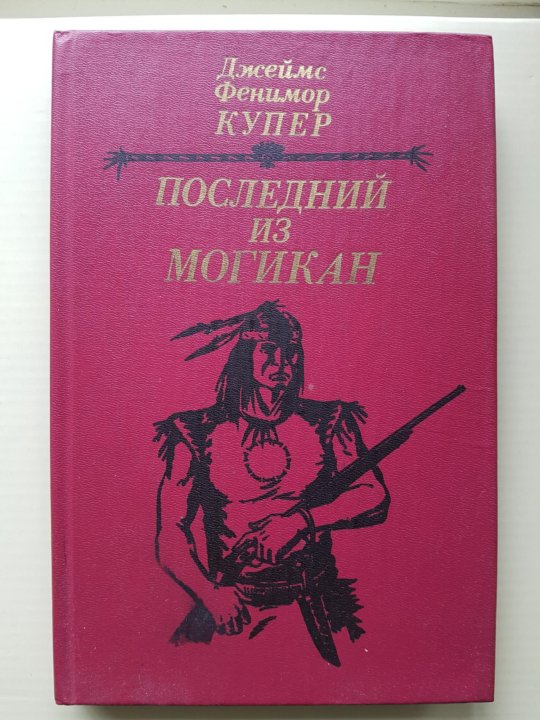 Джеймс
Фенимор
КУПЕР
ПОСЛЕДНИЙ
ИЗ
МОГИКАН